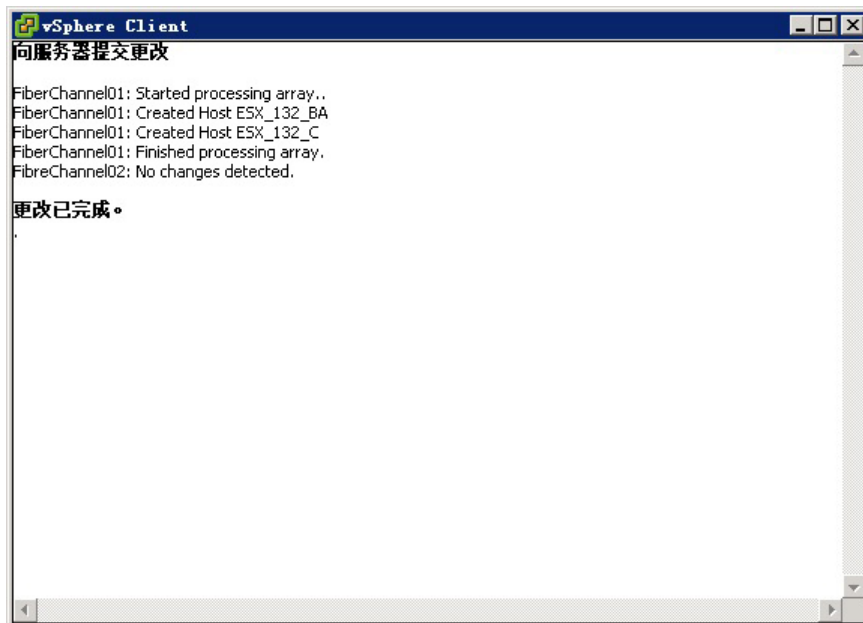 vSphere Client
向服务器提交更改
FiberChannel01: Started processing array..
FiberChannel01: Created Host ESX_132_BA
FiberChannel01: Created Host ESX_132_C
FiberChannel01: Finished processing array.
FibreChannel02: No changes detected.
更改已完成。
.